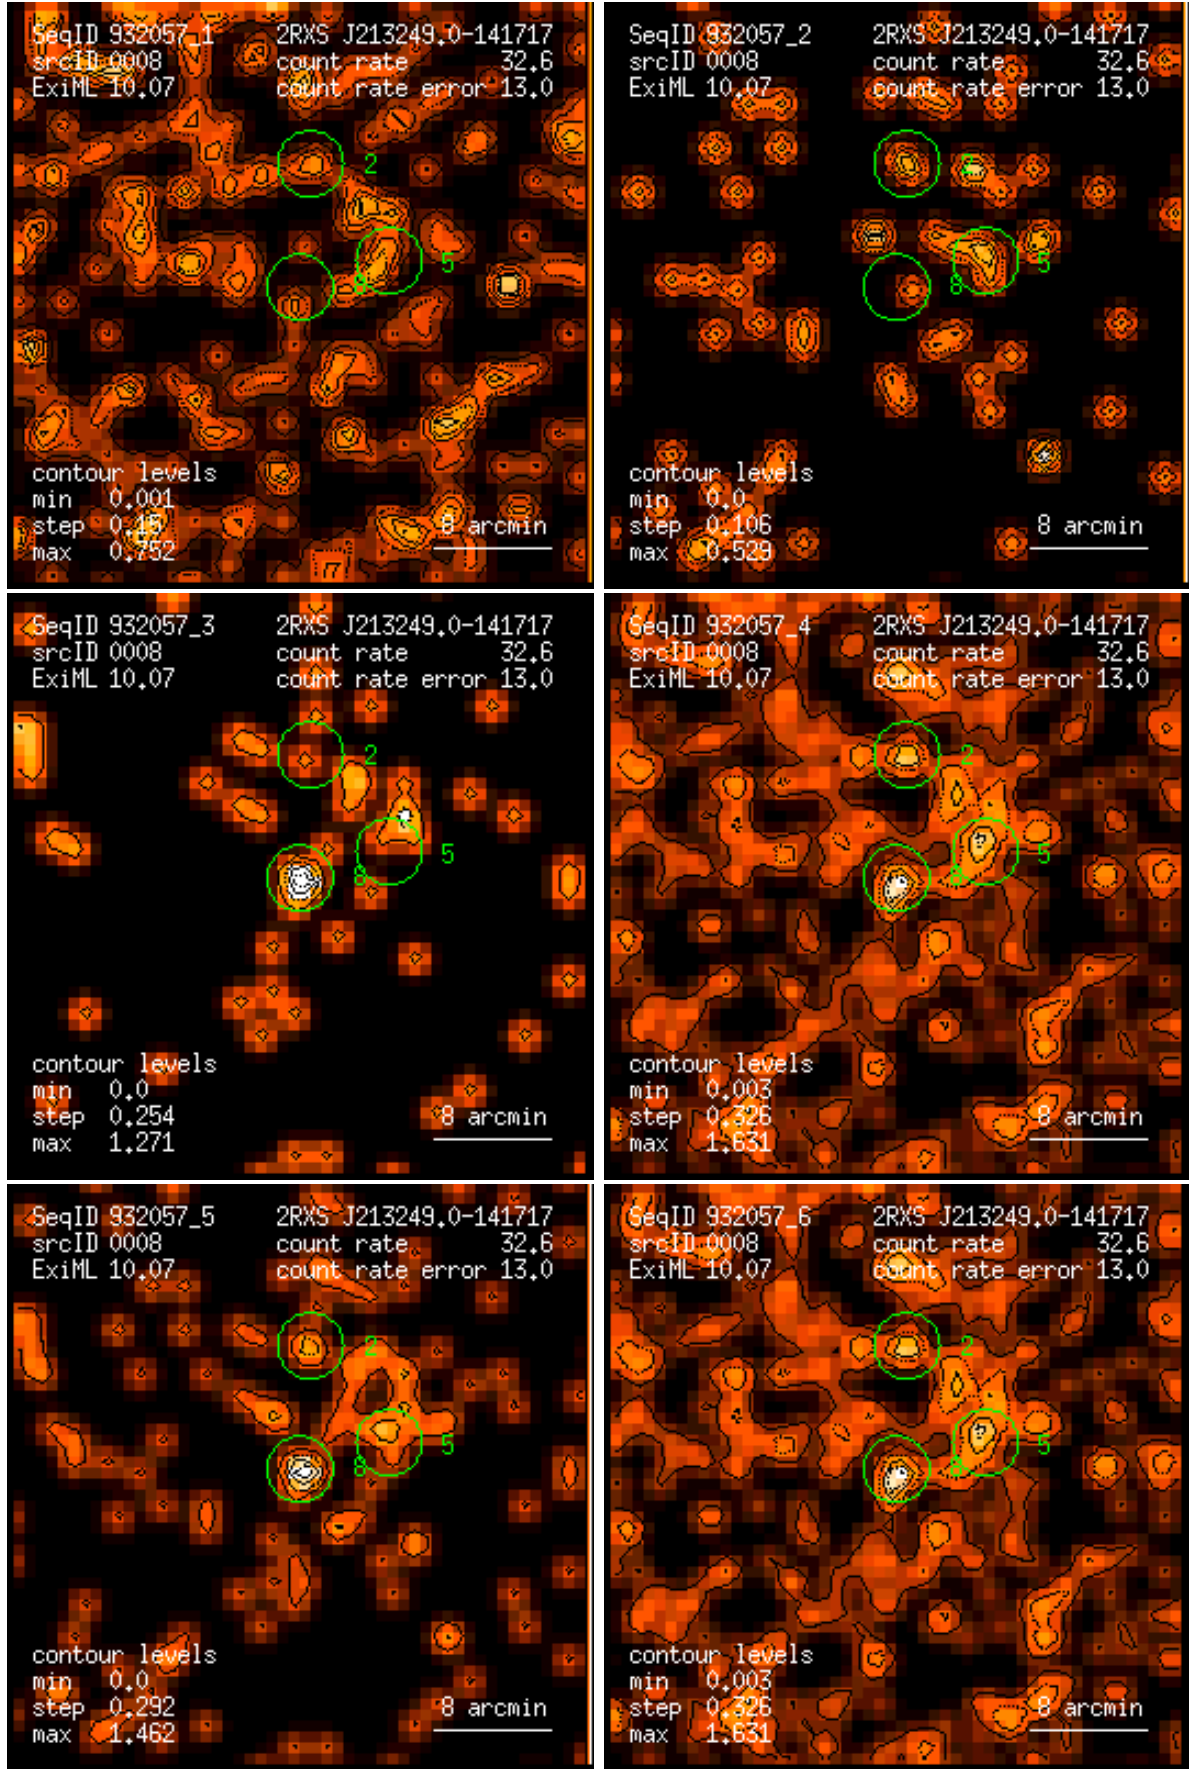 SeqID 932057_1 2RXS J213249.0-141717
srcID 0008 count rate 32.6
ExiML 10.07 count rate error 13.0
2
5
8
contour levels
min 0.001
step 0.15
max 0.752
8 arcmin
SeqID 932057_2 2RXS J213249.0-141717
srcID 0008 count rate 32.6
ExiML 10.07 count rate error 13.0
2
5
8
contour levels
min 0.0
step 0.106
max 0.529
8 arcmin
SeqID 932057_3 2RXS J213249.0-141717
srcID 0008 count rate 32.6
ExiML 10.07 count rate error 13.0
2
5
8
contour levels
min 0.0
step 0.254
max 1.271
8 arcmin
SeqID 932057_4 2RXS J213249.0-141717
srcID 0008 count rate 32.6
ExiML 10.07 count rate error 13.0
2
5
8
contour levels
min 0.003
step 0.326
max 1.631
8 arcmin
SeqID 932057_5 2RXS J213249.0-141717
srcID 0008 count rate 32.6
ExiML 10.07 count rate error 13.0
2
5
8
contour levels
min 0.0
step 0.292
max 1.462
8 arcmin
SeqID 932057_6 2RXS J213249.0-141717
srcID 0008 count rate 32.6
ExiML 10.07 count rate error 13.0
2
5
8
contour levels
min 0.003
step 0.326
max 1.631
8 arcmin